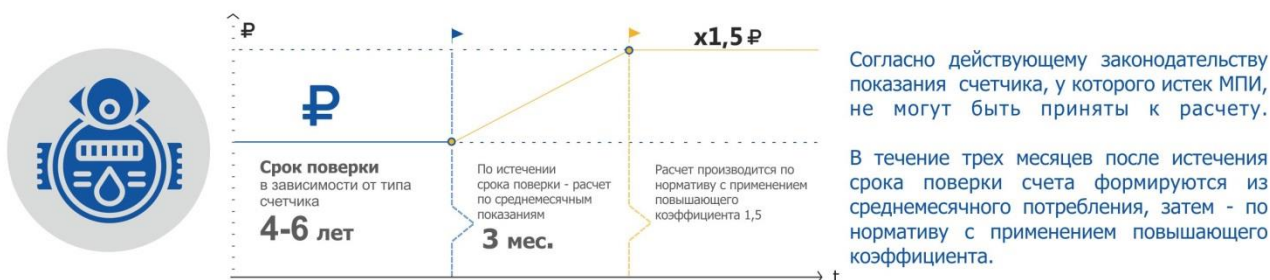 ₽
х1,5 ₽
₽
Срок поверки
в зависимости от типа
счетчика
4-6 лет
По истечении
срока поверки - расчет
по среднемесячным
показаниям
3 мес.
Расчет производится по
нормативу с применением
повышающего
коэффициента 1,5
t
Согласно действующему законодательству
показания счетчика, у которого истек МПИ,
не могут быть приняты к расчету.
В течение трех месяцев после истечения
срока поверки счета формируются из
среднемесячного потребления, затем - по
нормативу с применением повышающего
коэффициента.